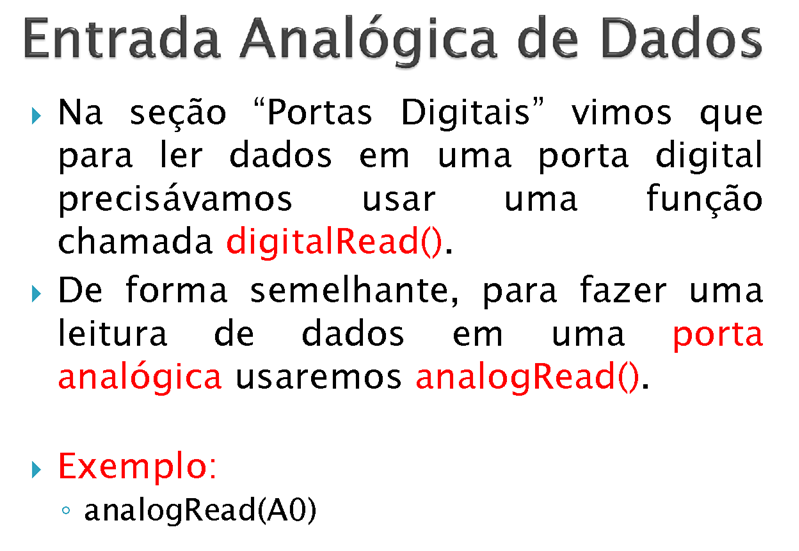 Entrada Analógica de Dados
Na seção “Portas Digitais” vimos que
para ler dados em uma porta digital
precisávamos usar uma função
chamada digitalRead().
De forma semelhante, para fazer uma
leitura de dados em uma porta
analógica usaremos analogRead().
Exemplo:
analogRead(A0)